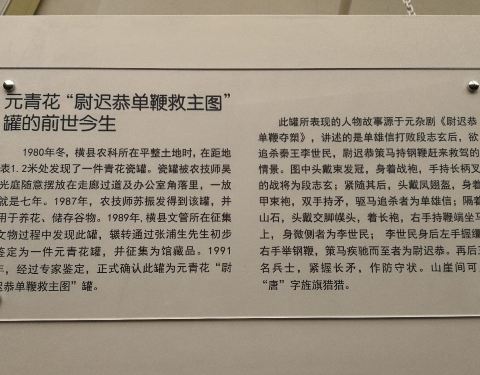 元青花“尉迟恭单鞭救主图”
罐的前世今生
1980年冬，横县农科所在平整土地时，在距地
表1.2米处发现了一件青花瓷罐。瓷罐被农技师吴
光庭随意摆放在走廊过道及办公室角落里，一放
就是七年。1987年，农技师苏振发得到该罐，并
用于养花、储存谷物。1989年，横县文管所在征集
文物过程中发现此罐，辗转通过张浦生先生初步
鉴定为一件元青花罐，并征集为馆藏品。1991
年，经过专家鉴定，正式确认此罐为元青花“尉
迟恭单鞭救主图”罐。
此罐所表现的人物故事源于元杂剧《尉迟恭
单鞭夺槊》，讲述的是单雄信打败段志玄后，欲
追杀秦王李世民，尉迟恭策马持钢鞭赶来救驾的
情景。图中头戴束发冠，身着战袍，手持长柄叉
的战将为段志玄；紧随其后，头戴凤翅盔，身着
甲束袍，双手持矛，驱马追杀者为单雄信；隔着
山石，头戴交脚幞头，着长袍，右手持鞭端坐马
上，身微侧者为李世民；李世民身后左手握缰
右手举钢鞭，策马疾驰而至者为尉迟恭。再后
名兵士，紧握长矛，作防守状。山崖间可
“唐”字旌旗猎猎。